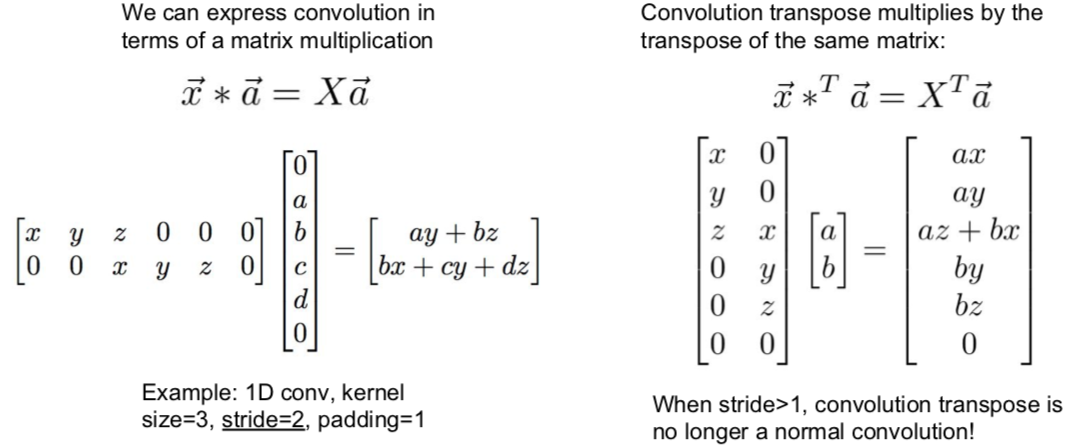 We can express convolution in
terms of a matrix multiplication
$\vec{x} * \vec{a} = X\vec{a}$
$\begin{bmatrix} x & y & z & 0 & 0 & 0 \\ 0 & 0 & x & y & z & 0 \end{bmatrix} \begin{bmatrix} 0 \\ a \\ b \\ c \\ d \\ 0 \end{bmatrix} = \begin{bmatrix} ay + bz \\ bx + cy + dz \end{bmatrix}$
Example: 1D conv, kernel
size=3, stride=2, padding=1
Convolution transpose multiplies by the
transpose of the same matrix:
$\vec{x} *^T \vec{a} = X^T\vec{a}$
$\begin{bmatrix} x & 0 \\ y & 0 \\ z & x \\ 0 & y \\ 0 & z \\ 0 & 0 \end{bmatrix} \begin{bmatrix} a \\ b \end{bmatrix} = \begin{bmatrix} ax \\ ay \\ az + bx \\ by \\ bz \\ 0 \end{bmatrix}$
When stride>1, convolution transpose is
no longer a normal convolution!